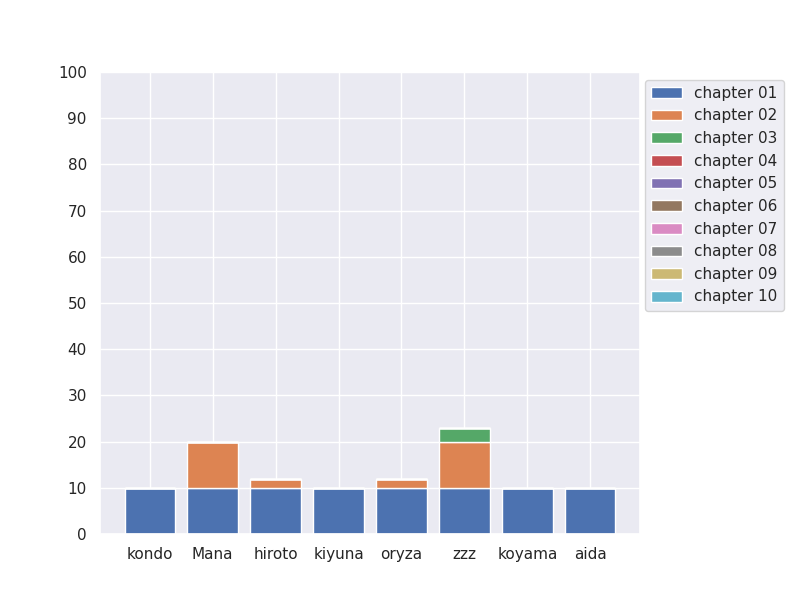 100
90
80
70
60
50
40
30
20
10
0
kondo Mana hiroto kiyuna oryza zzz koyama aida
chapter 01
chapter 02
chapter 03
chapter 04
chapter 05
chapter 06
chapter 07
chapter 08
chapter 09
chapter 10